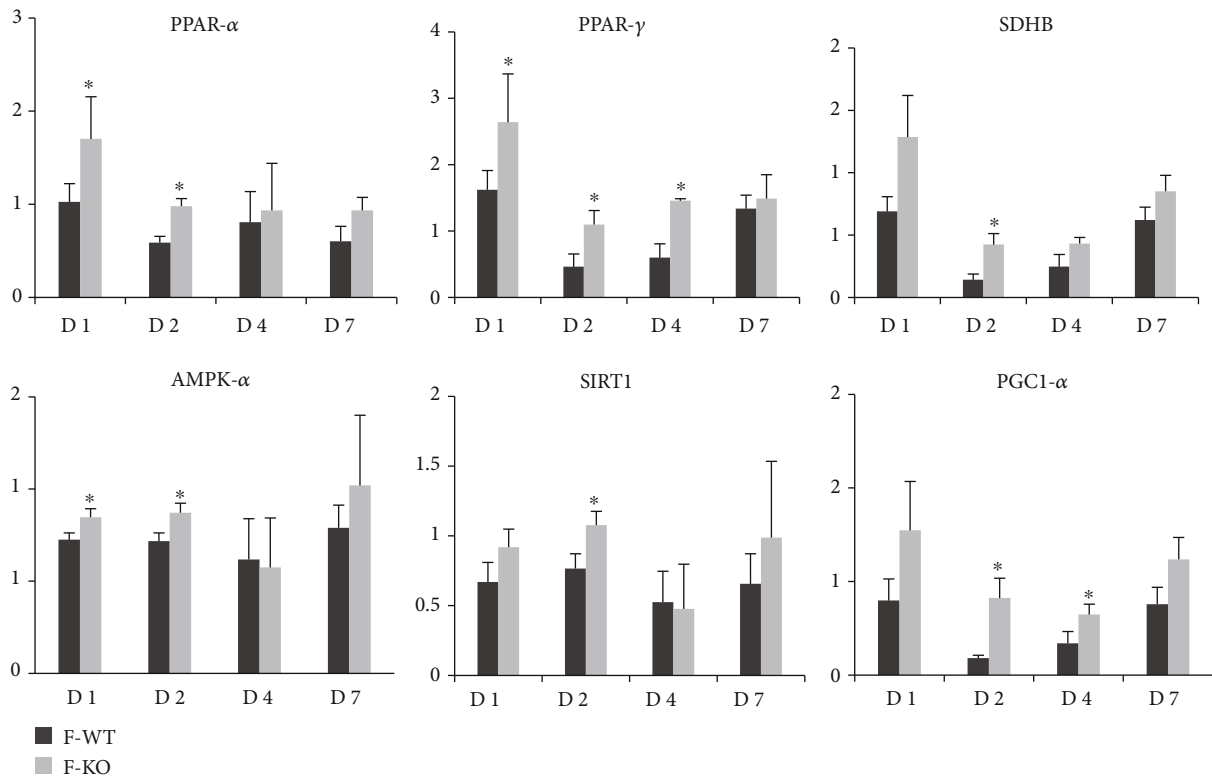 PPAR-α
3
2
1
0
D 1
D 2
D 4
D 7
*
*
PPAR-γ
4
3
2
1
0
D 1
D 2
D 4
D 7
*
*
*
SDHB
2
2
1
1
0
D 1
D 2
D 4
D 7
*
AMPK-α
2
1
1
0
D 1
D 2
D 4
D 7
*
*
SIRT1
2
1.5
1
0.5
0
D 1
D 2
D 4
D 7
*
PGC1-α
2
2
1
0
D 1
D 2
D 4
D 7
*
*
F-WT
F-KO